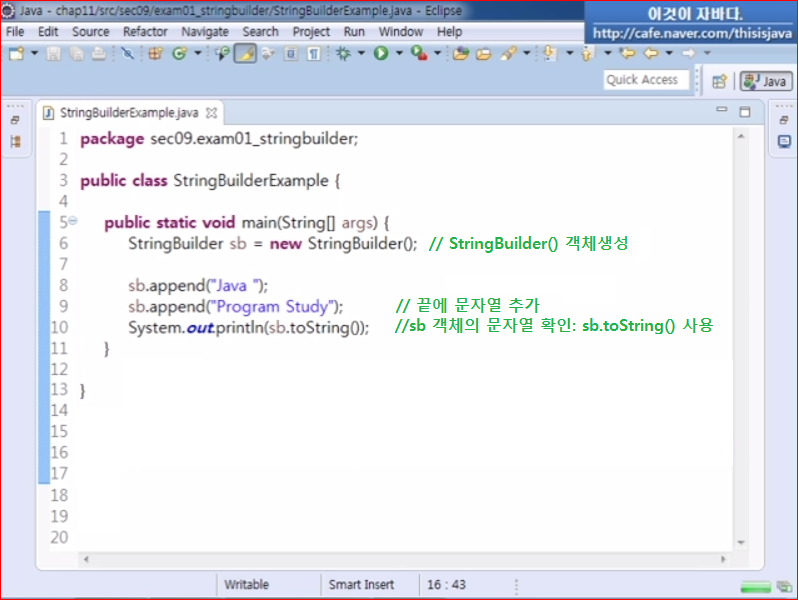 Java - chap11/src/sec09/exam01_stringbuilder/StringBuilderExample.java - Eclipse
이것이 자바다.
http://cafe.naver.com/thisisjava
File Edit Source Refactor Navigate Search Project Run Window Help
Quick Access Java
StringBuilderExample.java
1 package sec09.exam01_stringbuilder;
2
3 public class StringBuilderExample {
4
5 public static void main(String[] args) {
6 StringBuilder sb = new StringBuilder(); // StringBuilder() 객체생성
7
8 sb.append("Java ");
9 sb.append("Program Study"); // 끝에 문자열 추가
10 System.out.println(sb.toString()); //sb 객체의 문자열 확인: sb.toString() 사용
11 }
12
13 }
14
15
16
17
18
19
20
Writable Smart Insert 16 : 43